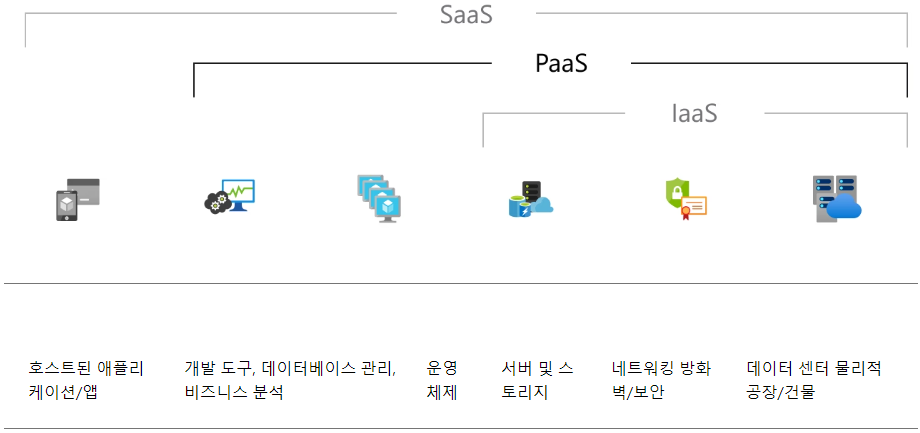 SaaS
PaaS
IaaS
호스트된 애플리
케이션/앱
개발 도구, 데이터베이스 관리,
비즈니스 분석
운영
체제
서버 및 스
토리지
네트워킹 방화
벽/보안
데이터 센터 물리적
공장/건물